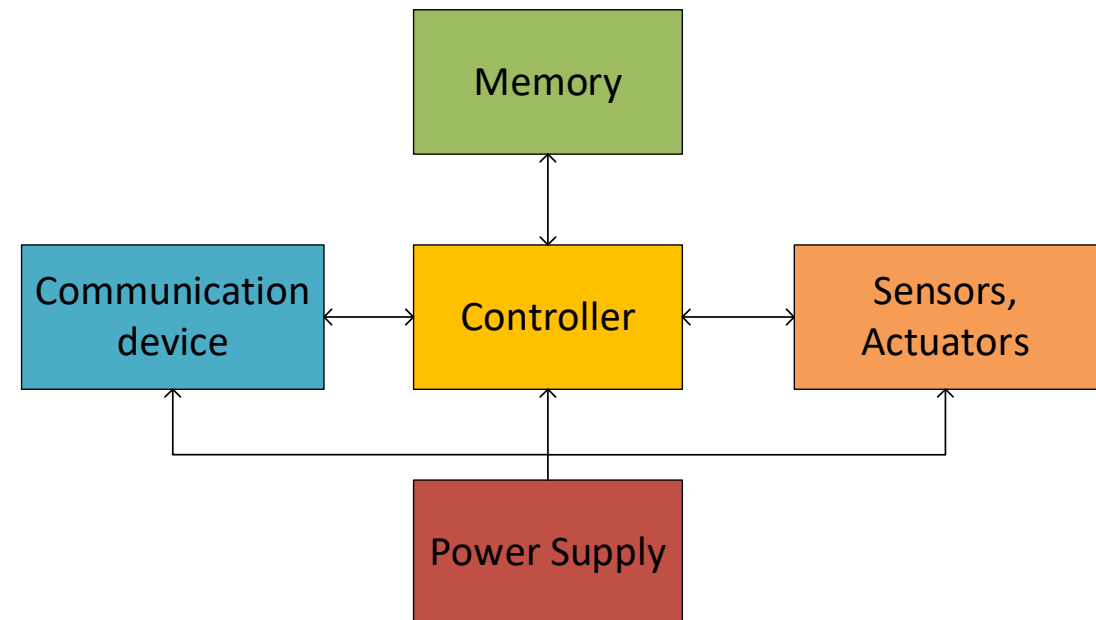 Memory
Communication
device
Controller
Sensors,
Actuators
Power Supply